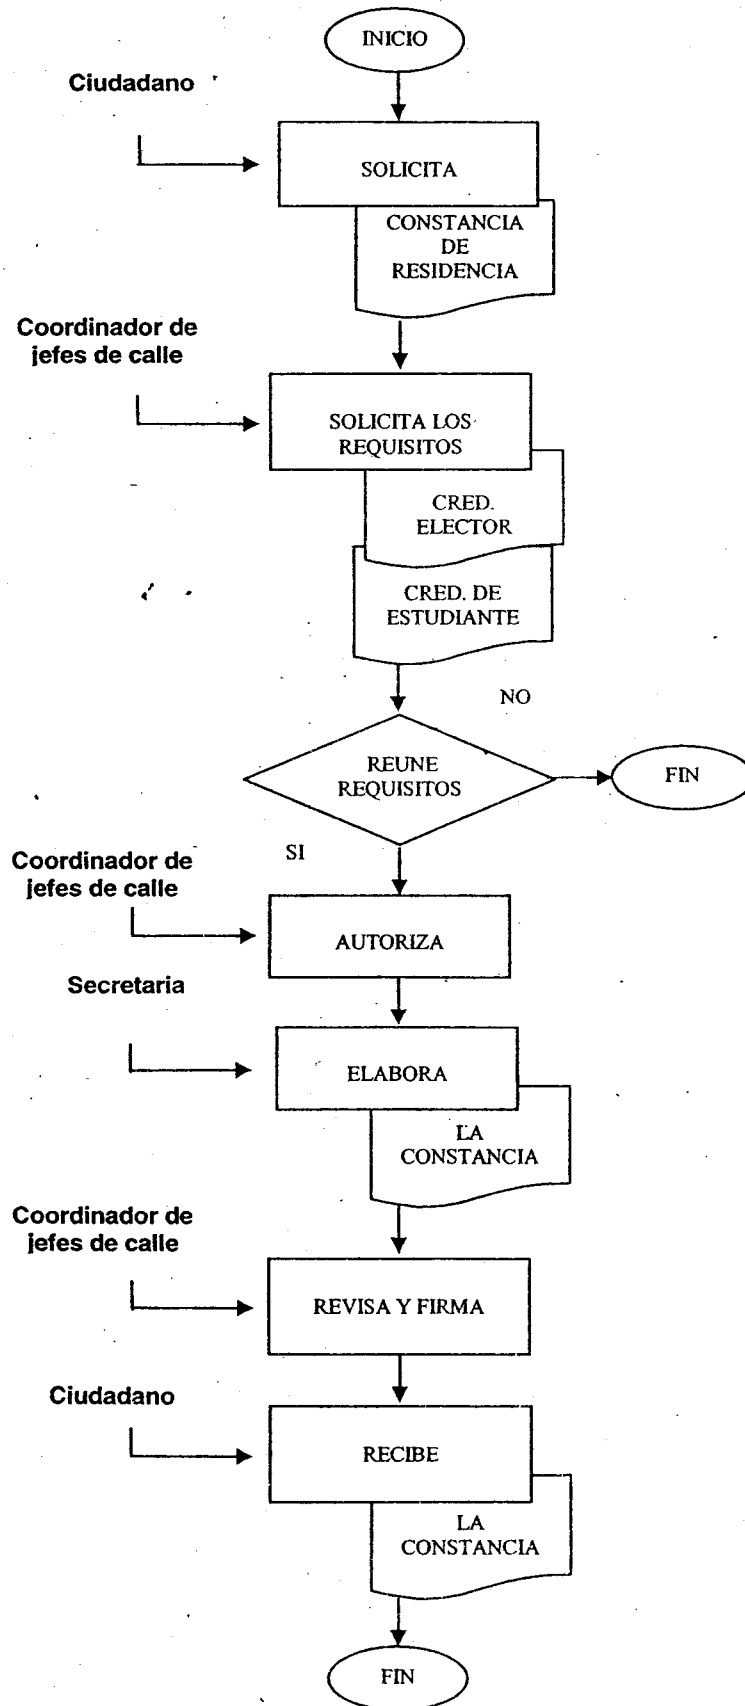 INICIO
Ciudadano
SOLICITA
CONSTANCIA
DE
RESIDENCIA
Coordinador de
jefes de calle
SOLICITA LOS
REQUISITOS
CRED.
ELECTOR
CRED. DE
ESTUDIANTE
NO
REUNE
REQUISITOS
FIN
SI
Coordinador de
jefes de calle
AUTORIZA
Secretaria
ELABORA
LA
CONSTANCIA
Coordinador de
jefes de calle
REVISA Y FIRMA
Ciudadano
RECIBE
LA
CONSTANCIA
FIN